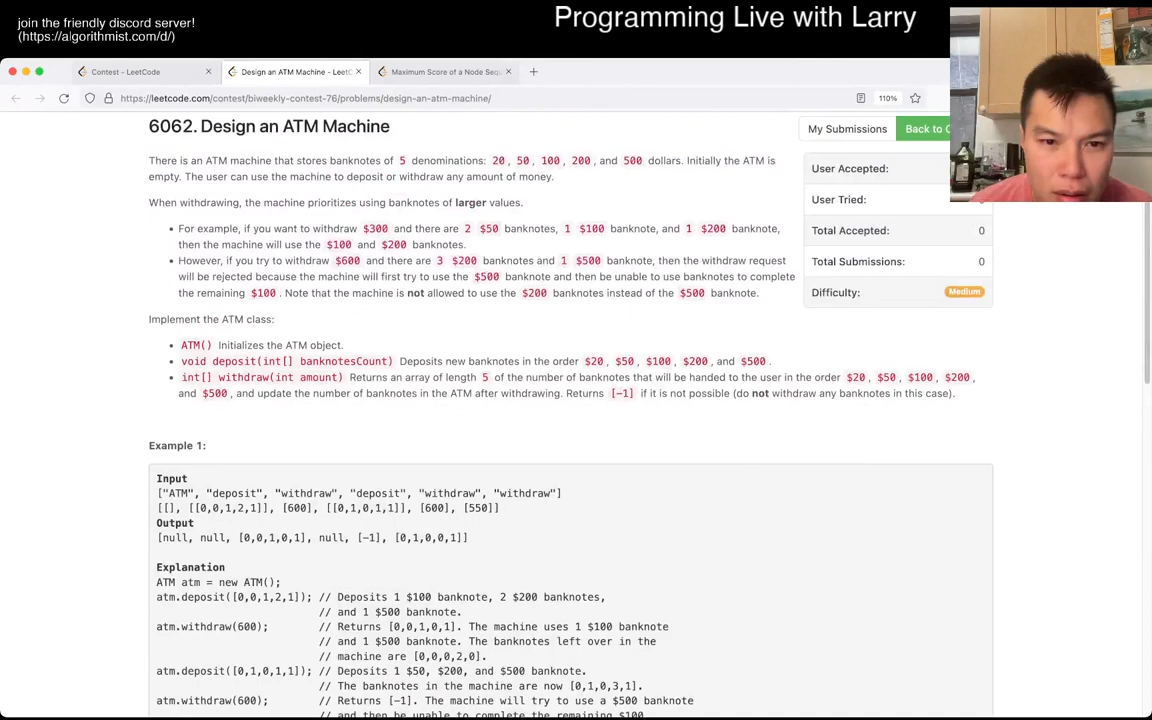 join the friendly discord server!
(https://algorithmist.com/d/)
Programming Live with Larry
Contest - LeetCode
Design an ATM Machine - LeetC
Maximum Score of a Node Sequ
https://leetcode.com/contest/biweekly-contest-76/problems/design-an-atm-machine/
110%
6062. Design an ATM Machine
My Submissions
Back to C
There is an ATM machine that stores banknotes of 5 denominations: 20, 50, 100, 200, and 500 dollars. Initially the ATM is
empty. The user can use the machine to deposit or withdraw any amount of money.
When withdrawing, the machine prioritizes using banknotes of larger values.
• For example, if you want to withdraw $300 and there are 2 $50 banknotes, 1 $100 banknote, and 1 $200 banknote,
then the machine will use the $100 and $200 banknotes.
• However, if you try to withdraw $600 and there are 3 $200 banknotes and 1 $500 banknote, then the withdraw request
will be rejected because the machine will first try to use the $500 banknote and then be unable to use banknotes to complete
the remaining $100. Note that the machine is not allowed to use the $200 banknotes instead of the $500 banknote.
User Accepted:
User Tried:
Total Accepted: 0
Total Submissions: 0
Difficulty: Medium
Implement the ATM class:
• ATM() Initializes the ATM object.
• void deposit(int[] banknotesCount) Deposits new banknotes in the order $20, $50, $100, $200, and $500.
• int[] withdraw(int amount) Returns an array of length 5 of the number of banknotes that will be handed to the user in the order $20, $50, $100, $200,
and $500, and update the number of banknotes in the ATM after withdrawing. Returns [-1] if it is not possible (do not withdraw any banknotes in this case).
Example 1:
Input
["ATM", "deposit", "withdraw", "deposit", "withdraw", "withdraw"]
[[], [[0,0,1,2,1]], [600], [[0,1,0,1,1]], [600], [550]]
Output
[null, null, [0,0,1,0,1], null, [-1], [0,1,0,0,1]]
Explanation
ATM atm = new ATM();
atm.deposit([0,0,1,2,1]); // Deposits 1 $100 banknote, 2 $200 banknotes,
// and 1 $500 banknote.
atm.withdraw(600); // Returns [0,0,1,0,1]. The machine uses 1 $100 banknote
// and 1 $500 banknote. The banknotes left over in the
// machine are [0,0,0,2,0].
atm.deposit([0,1,0,1,1]); // Deposits 1 $50, $200, and $500 banknote.
// The banknotes in the machine are now [0,1,0,3,1].
atm.withdraw(600); // Returns [-1]. The machine will try to use a $500 banknote
// and then be unable to complete the remaining $100.